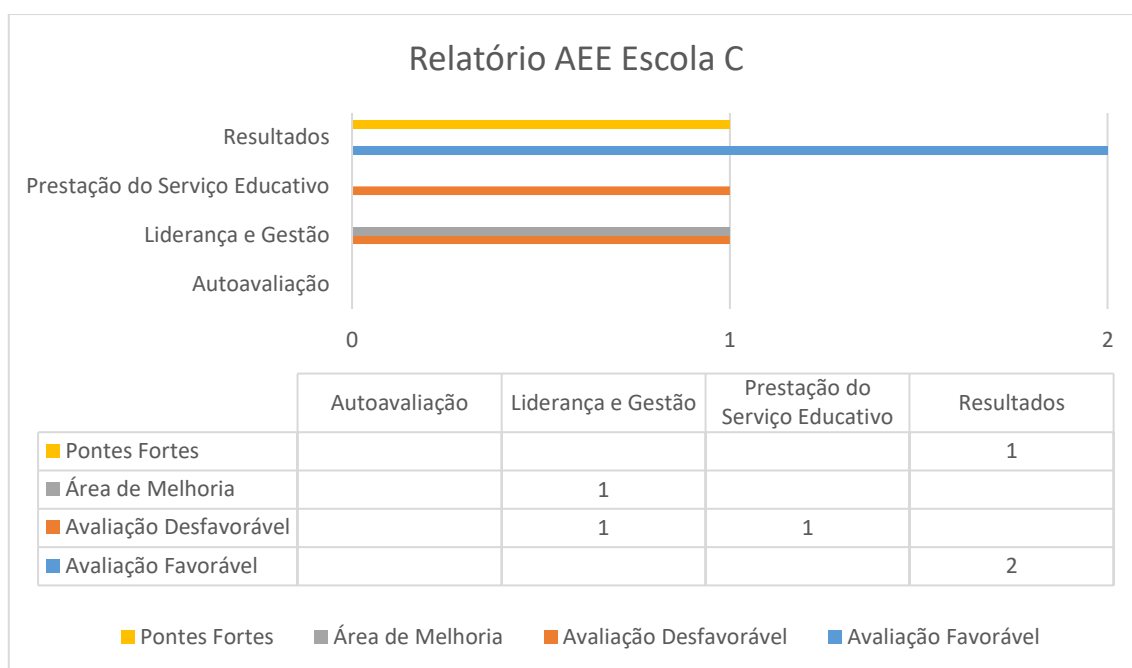 Relatório AEE Escola C
Resultados
Prestação do Serviço Educativo
Liderança e Gestão
Autoavaliação
0 1 2
Autoavaliação Liderança e Gestão Prestação do Serviço Educativo Resultados
Pontes Fortes 1
Área de Melhoria 1
Avaliação Desfavorável 1 1
Avaliação Favorável 2
Pontes Fortes Área de Melhoria Avaliação Desfavorável Avaliação Favorável